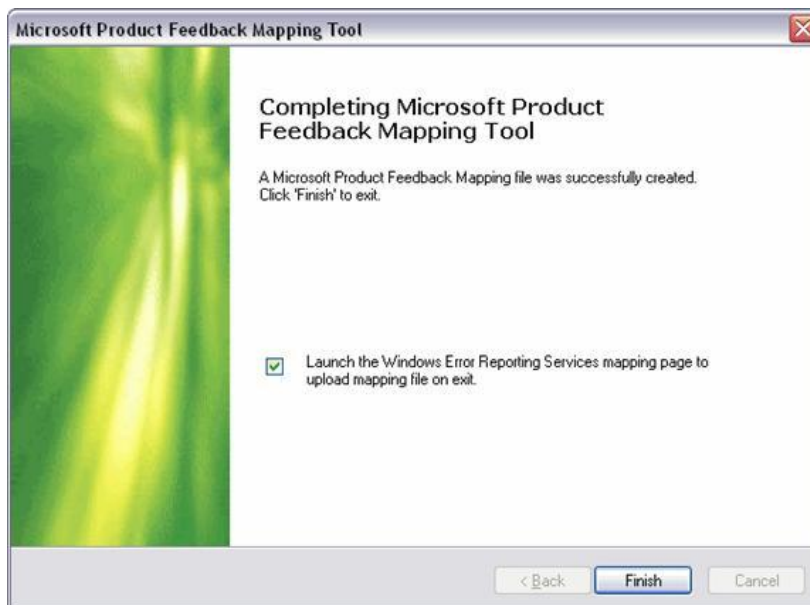 Microsoft Product Feedback Mapping Tool
Completing Microsoft Product
Feedback Mapping Tool
A Microsoft Product Feedback Mapping file was successfully created.
Click 'Finish' to exit.
Launch the Windows Error Reporting Services mapping page to
upload mapping file on exit.
< Back
Finish
Cancel